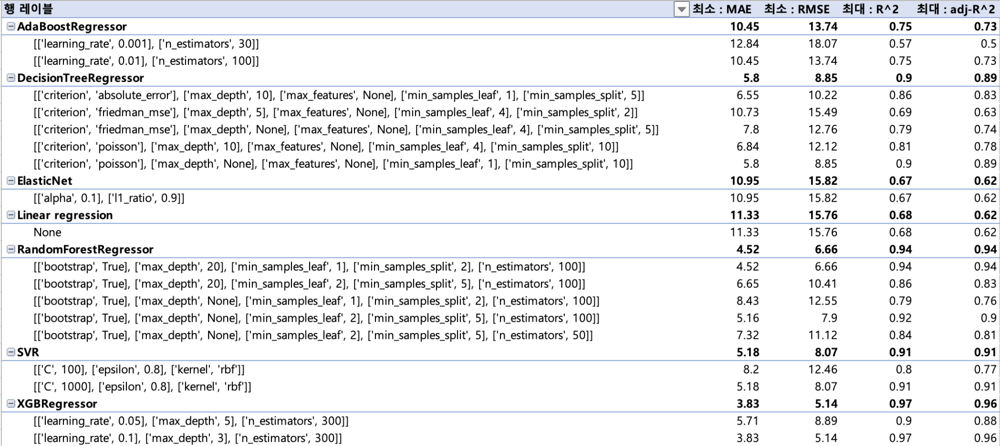 행 레이블 최소 : MAE 최소 : RMSE 최대 : R^2 최대 : adj-R^2
AdaBoostRegressor 10.45 13.74 0.75 0.73
[['learning_rate', 0.001], ['n_estimators', 30]] 12.84 18.07 0.57 0.5
[['learning_rate', 0.01], ['n_estimators', 100]] 10.45 13.74 0.75 0.73
DecisionTreeRegressor 5.8 8.85 0.9 0.89
[['criterion', 'absolute_error'], ['max_depth', 10], ['max_features', None], ['min_samples_leaf', 1], ['min_samples_split', 5]] 6.55 10.22 0.86 0.83
[['criterion', 'friedman_mse'], ['max_depth', 5], ['max_features', None], ['min_samples_leaf', 4], ['min_samples_split', 2]] 10.73 15.49 0.69 0.63
[['criterion', 'friedman_mse'], ['max_depth', None], ['max_features', None], ['min_samples_leaf', 4], ['min_samples_split', 5]] 7.8 12.76 0.79 0.74
[['criterion', 'poisson'], ['max_depth', 10], ['max_features', None], ['min_samples_leaf', 4], ['min_samples_split', 10]] 6.84 12.12 0.81 0.78
[['criterion', 'poisson'], ['max_depth', None], ['max_features', None], ['min_samples_leaf', 1], ['min_samples_split', 10]] 5.8 8.85 0.9 0.89
ElasticNet 10.95 15.82 0.67 0.62
[['alpha', 0.1], ['l1_ratio', 0.9]] 10.95 15.82 0.67 0.62
Linear regression 11.33 15.76 0.68 0.62
None 11.33 15.76 0.68 0.62
RandomForestRegressor 4.52 6.66 0.94 0.94
[['bootstrap', True], ['max_depth', 20], ['min_samples_leaf', 1], ['min_samples_split', 2], ['n_estimators', 100]] 4.52 6.66 0.94 0.94
[['bootstrap', True], ['max_depth', 20], ['min_samples_leaf', 2], ['min_samples_split', 5], ['n_estimators', 100]] 6.65 10.41 0.86 0.83
[['bootstrap', True], ['max_depth', None], ['min_samples_leaf', 1], ['min_samples_split', 2], ['n_estimators', 100]] 8.43 12.55 0.79 0.76
[['bootstrap', True], ['max_depth', None], ['min_samples_leaf', 2], ['min_samples_split', 5], ['n_estimators', 100]] 5.16 7.9 0.92 0.9
[['bootstrap', True], ['max_depth', None], ['min_samples_leaf', 2], ['min_samples_split', 5], ['n_estimators', 50]] 7.32 11.12 0.84 0.81
SVR 5.18 8.07 0.91 0.91
[['C', 100], ['epsilon', 0.8], ['kernel', 'rbf']] 8.2 12.46 0.8 0.77
[['C', 1000], ['epsilon', 0.8], ['kernel', 'rbf']] 5.18 8.07 0.91 0.91
XGBRegressor 3.83 5.14 0.97 0.96
[['learning_rate', 0.05], ['max_depth', 5], ['n_estimators', 300]] 5.71 8.89 0.9 0.88
[['learning_rate', 0.1], ['max_depth', 3], ['n_estimators', 300]] 3.83 5.14 0.97 0.96